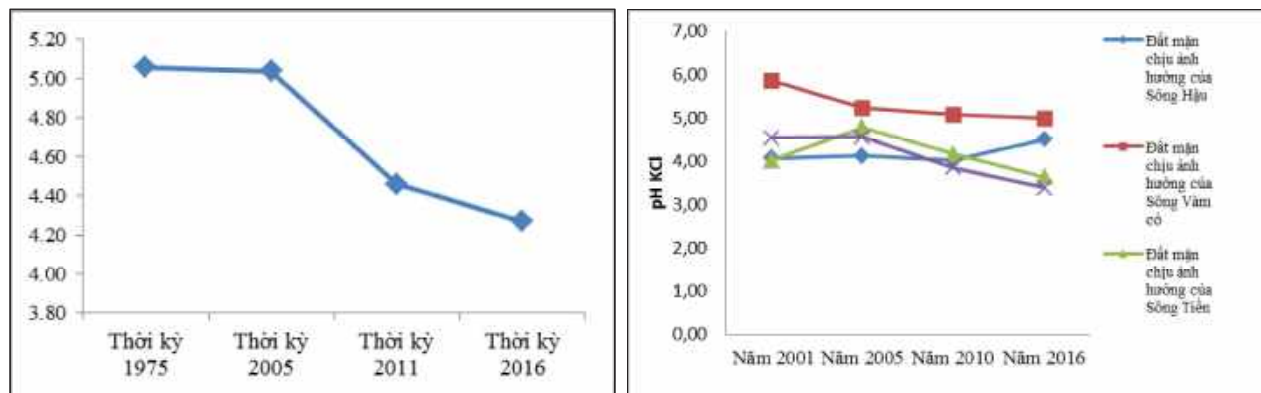 5.20
5.00
4.80
4.60
4.40
4.20
4.00
3.80
Thời kỳ
1975
Thời kỳ
2005
Thời kỳ
2011
Thời kỳ
2016
pH KCl
7,00
6,00
5,00
4,00
3,00
2,00
1,00
0,00
Năm 2001
Năm 2005
Năm 2010
Năm 2016
Đất mặn
chịu ảnh
hưởng của
Sông Hậu
Đất mặn
chịu ảnh
hưởng của
Sông Vàm
cỏ
Đất mặn
chịu ảnh
hưởng của
Sông Tiền